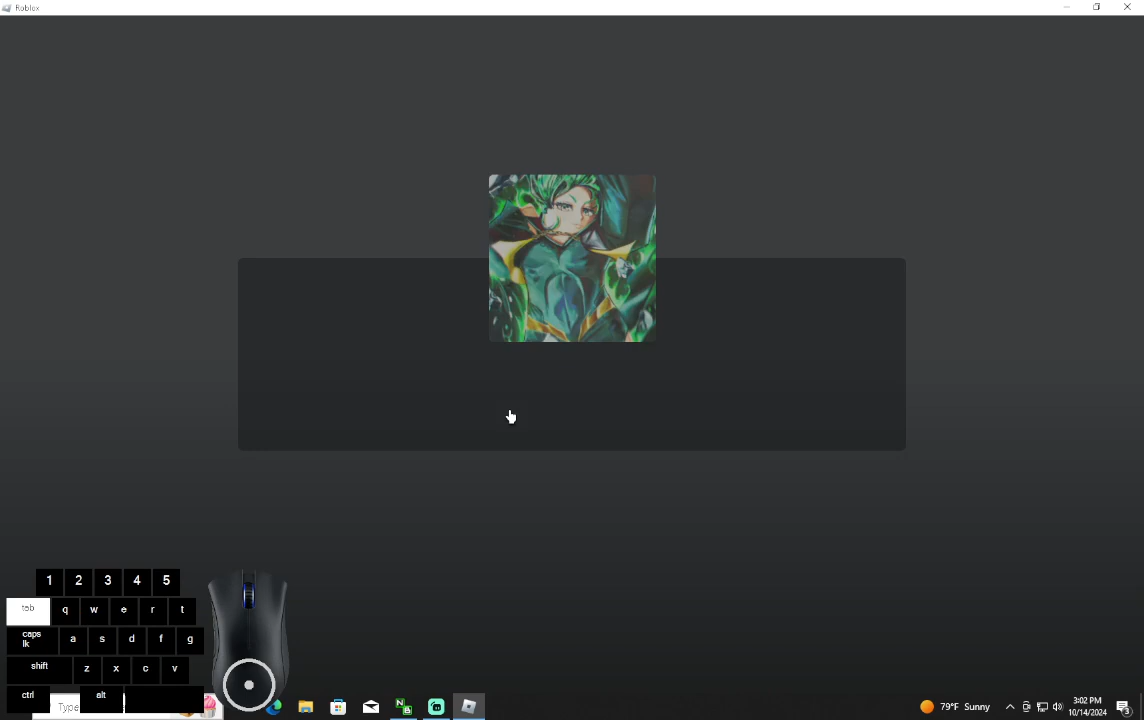 Roblox
1 2 3 4 5
tab q w e r t
caps lk a s d f g
shift z x c v
ctrl alt
Type
79°F Sunny
3:02 PM
10/14/2024
3